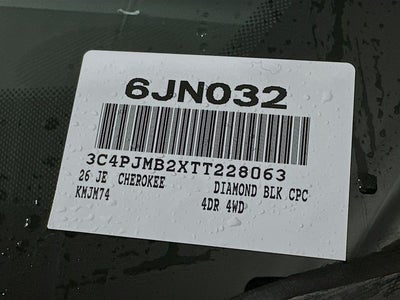 6JN032
3C4PJMB2XTT228063
26 JE CHEROKEE DIAMOND BLK CPC
KMJM74 4DR 4WD